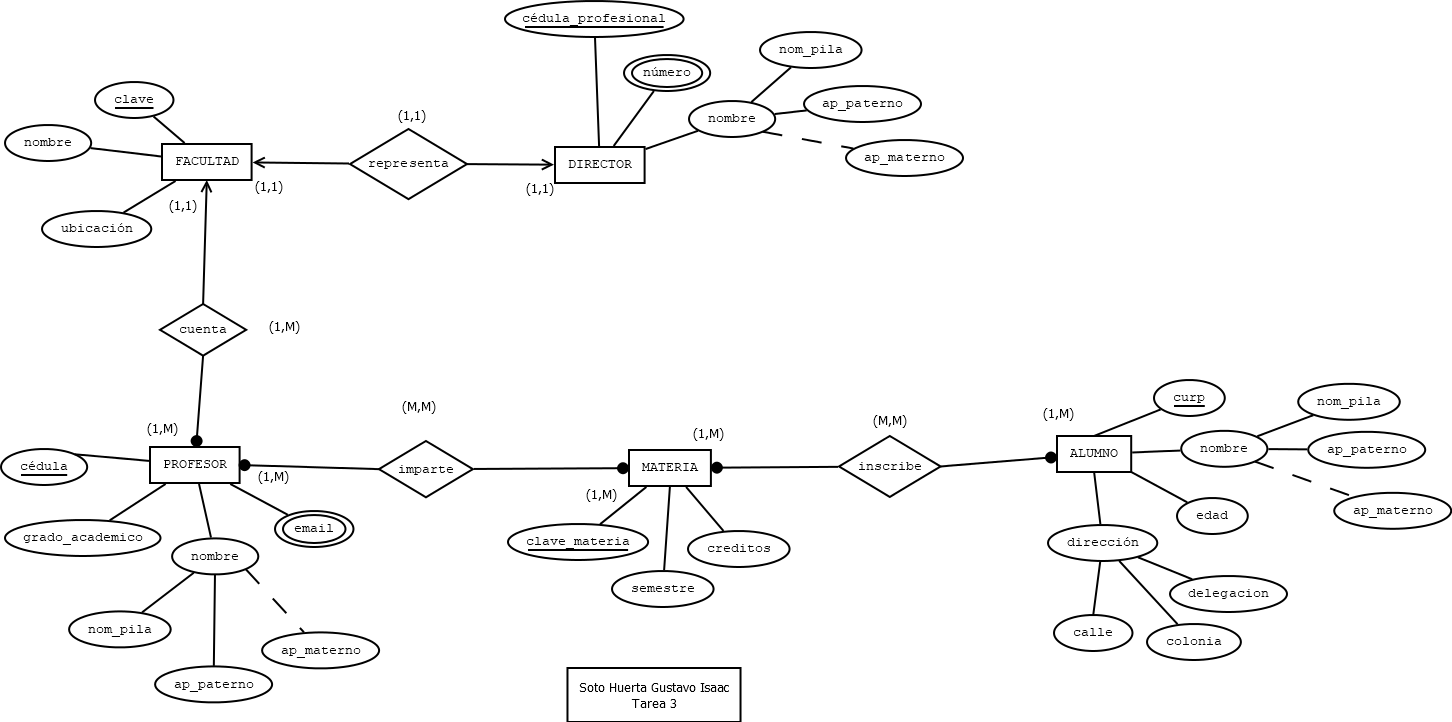 cédula_profesional
número
nom_pila
nombre
ap_paterno
ap_materno
clave
nombre
FACULTAD
ubicación
(1,1)
representa
DIRECTOR
(1,1)
(1,1)
(1,1)
cuenta
(1,M)
(1,M)
PROFESOR
(1,M)
cédula
grado_academico
nombre
email
nom_pila
ap_paterno
ap_materno
(M,M)
imparte
(1,M)
MATERIA
(1,M)
clave_materia
semestre
creditos
(M,M)
inscribe
(1,M)
ALUMNO
curp
nombre
nom_pila
ap_paterno
ap_materno
edad
dirección
delegacion
calle
colonia
Soto Huerta Gustavo Isaac
Tarea 3